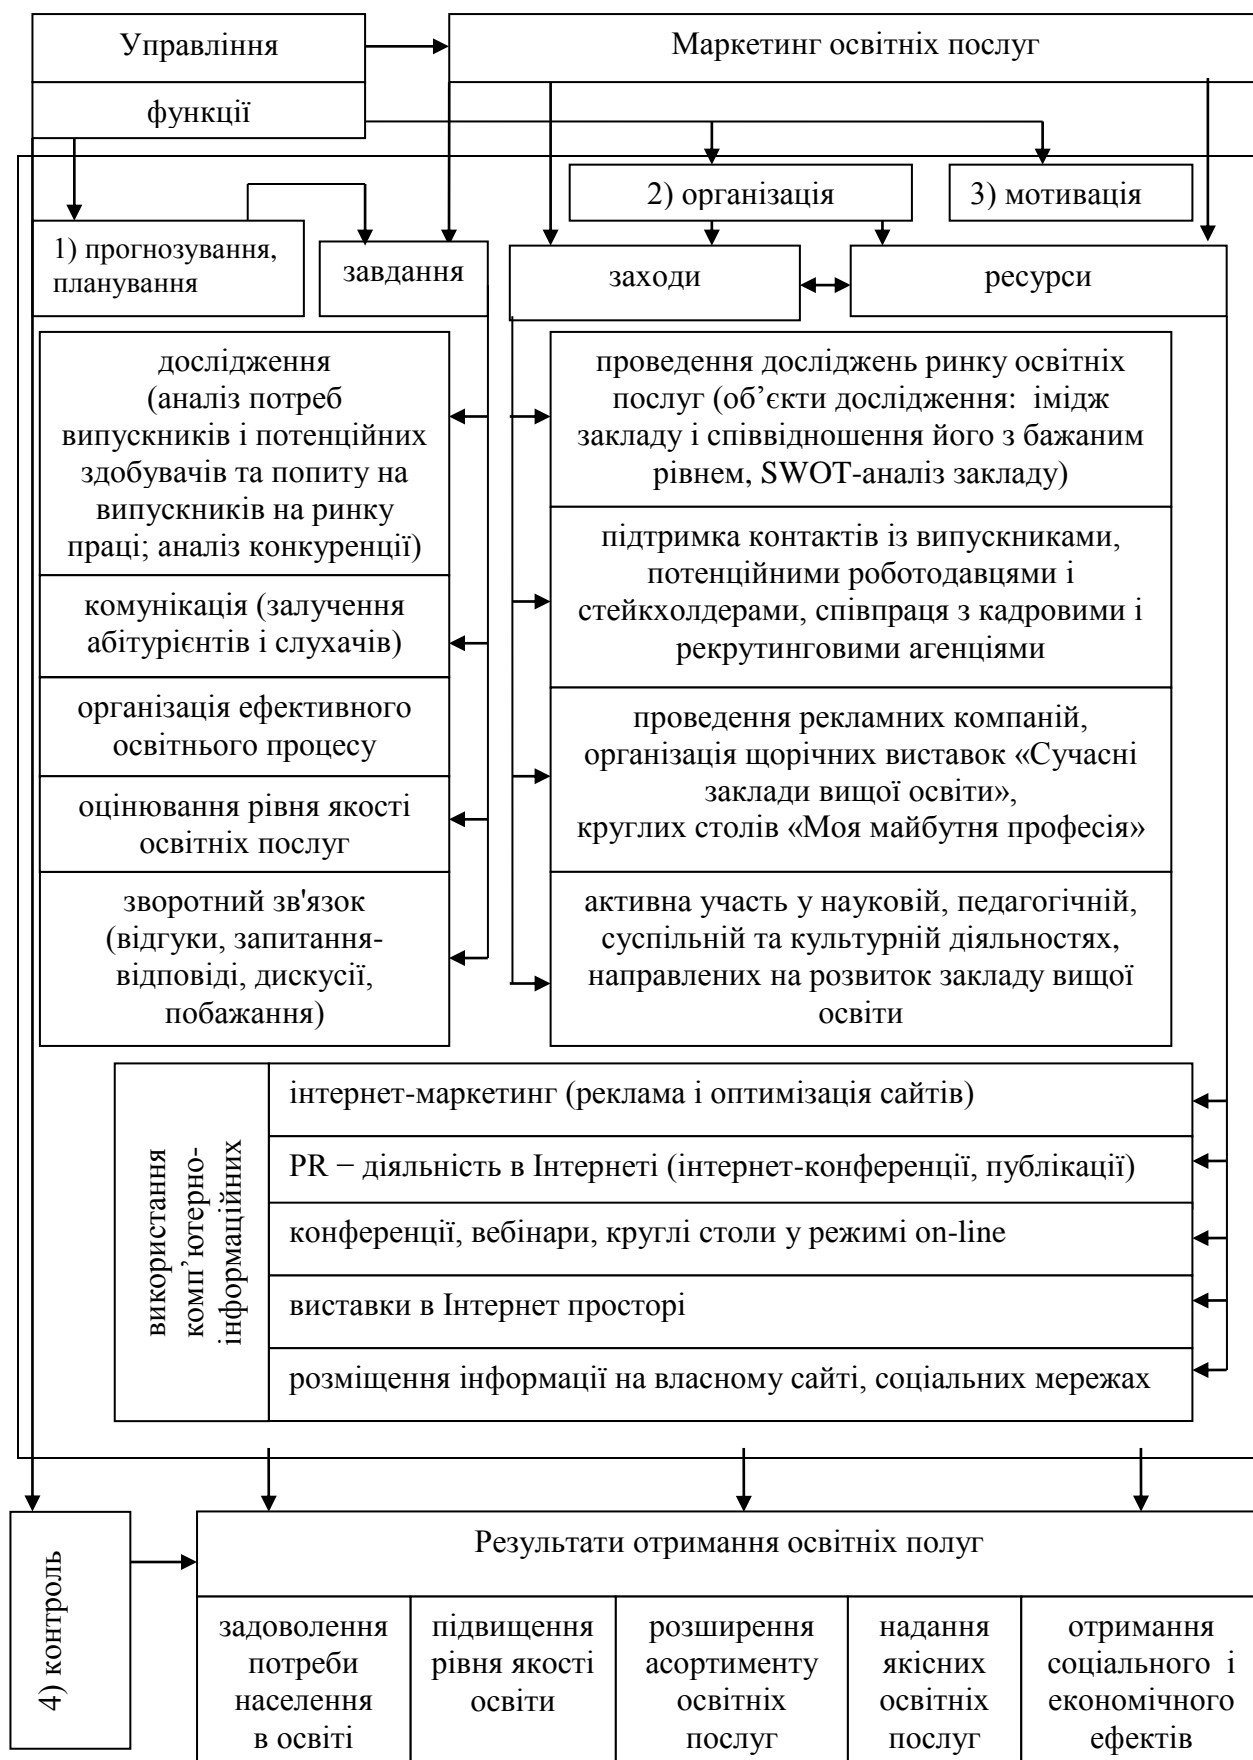 Управління
Маркетинг освітніх послуг
функції
2) організація
3) мотивація
1) прогнозування,
планування
завдання
заходи
ресурси
дослідження
(аналіз потреб
випускників і потенційних
здобувачів та попиту на
випускників на ринку
праці; аналіз конкуренції)
комунікація (залучення
абітурієнтів і слухачів)
організація ефективного
освітнього процесу
оцінювання рівня якості
освітніх послуг
зворотний зв'язок
(відгуки, запитання-
відповіді, дискусії,
побажання)
проведення досліджень ринку освітніх
послуг (об’єкти дослідження: імідж
закладу і співвідношення його з бажаним
рівнем, SWOT-аналіз закладу)
підтримка контактів із випускниками,
потенційними роботодавцями і
стейкхолдерами, співпраця з кадровими і
рекрутинговими агенціями
проведення рекламних компаній,
організація щорічних виставок «Сучасні
заклади вищої освіти»,
круглих столів «Моя майбутня професія»
активна участь у науковій, педагогічній,
суспільній та культурній діяльностях,
направлених на розвиток закладу вищої
освіти
використання
комп’ютерно-
інформаційних
інтернет-маркетинг (реклама і оптимізація сайтів)
PR − діяльність в Інтернеті (інтернет-конференції, публікації)
конференції, вебінари, круглі столи у режимі on-line
виставки в Інтернет просторі
розміщення інформації на власному сайті, соціальних мережах
4) контроль
Результати отримання освітніх полуг
задоволення
потреби
населення
в освіті
підвищення
рівня якості
освіти
розширення
асортименту
освітніх
послуг
надання
якісних
освітніх
послуг
отримання
соціального і
економічного
ефектів